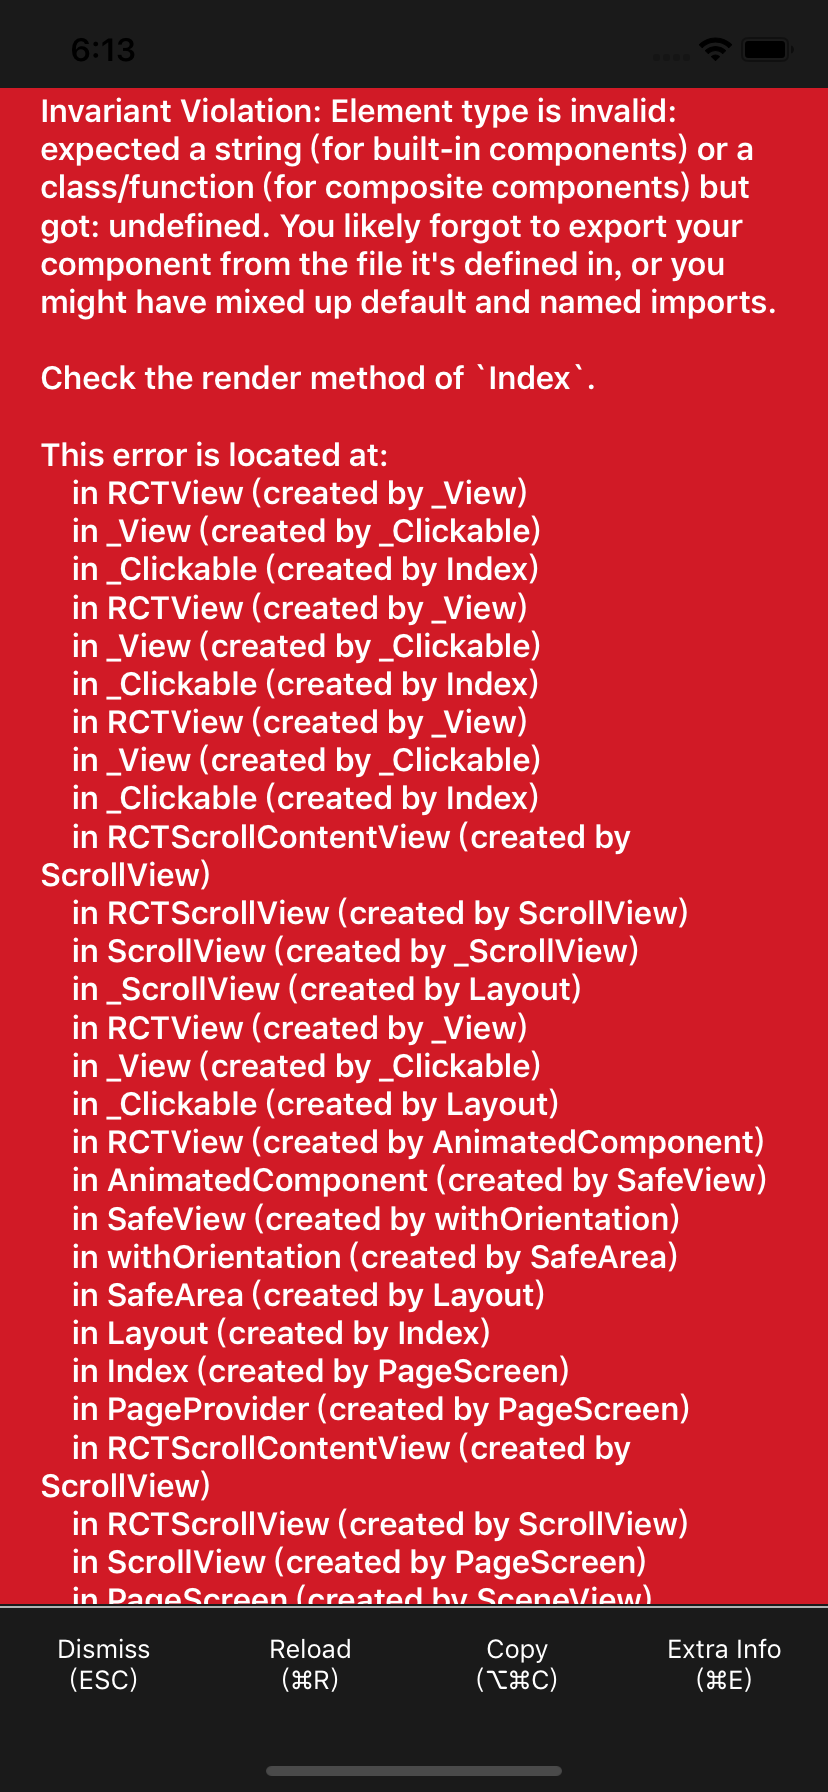 6:13
Invariant Violation: Element type is invalid:
expected a string (for built-in components) or a
class/function (for composite components) but
got: undefined. You likely forgot to export your
component from the file it's defined in, or you
might have mixed up default and named imports.
Check the render method of `Index`.
This error is located at:
in RCTView (created by _View)
in _View (created by _Clickable)
in _Clickable (created by Index)
in RCTView (created by _View)
in _View (created by _Clickable)
in _Clickable (created by Index)
in RCTView (created by _View)
in _View (created by _Clickable)
in _Clickable (created by Index)
in RCTScrollContentView (created by
ScrollView)
in RCTScrollView (created by ScrollView)
in ScrollView (created by _ScrollView)
in _ScrollView (created by Layout)
in RCTView (created by _View)
in _View (created by _Clickable)
in _Clickable (created by Layout)
in RCTView (created by AnimatedComponent)
in AnimatedComponent (created by SafeView)
in SafeView (created by withOrientation)
in withOrientation (created by SafeArea)
in SafeArea (created by Layout)
in Layout (created by Index)
in Index (created by PageScreen)
in PageProvider (created by PageScreen)
in RCTScrollContentView (created by
ScrollView)
in RCTScrollView (created by ScrollView)
in ScrollView (created by PageScreen)
in PageScreen (created by SceneView)
Dismiss Reload Copy Extra Info
(ESC) (⌘R) (⌥⌘C) (⌘E)